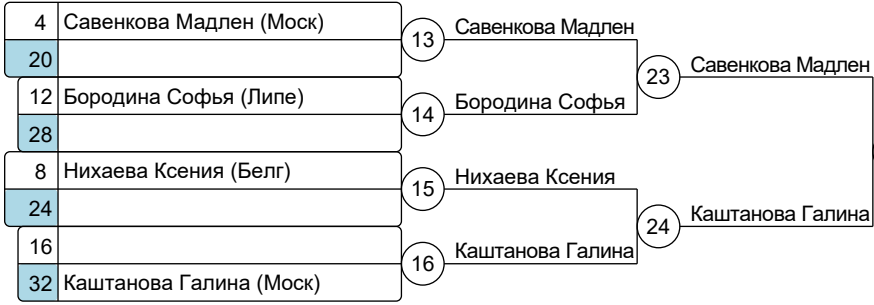 4 Савенкова Мадлен (Моск)
20
12 Бородина Софья (Липе)
28
8 Нихаева Ксения (Белг)
24
16
32 Каштанова Галина (Моск)
13 Савенкова Мадлен
14 Бородина Софья
15 Нихаева Ксения
16 Каштанова Галина
23 Савенкова Мадлен
24 Каштанова Галина